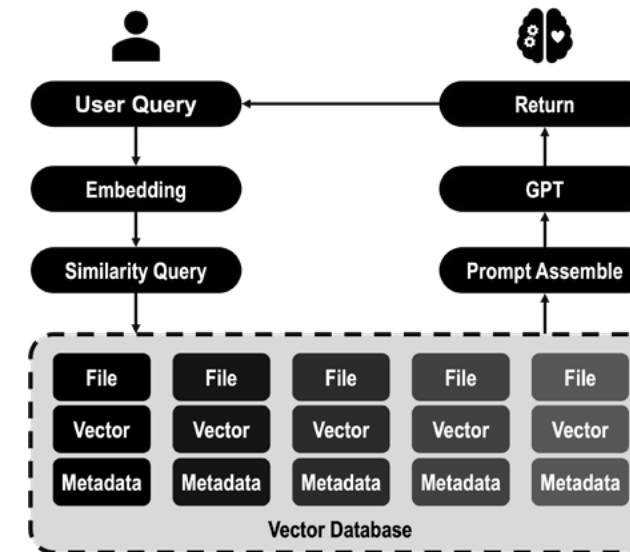 User Query
Return
Embedding
GPT
Similarity Query
Prompt Assemble
File File File File File
Vector Vector Vector Vector Vector
Metadata Metadata Metadata Metadata Metadata
Vector Database